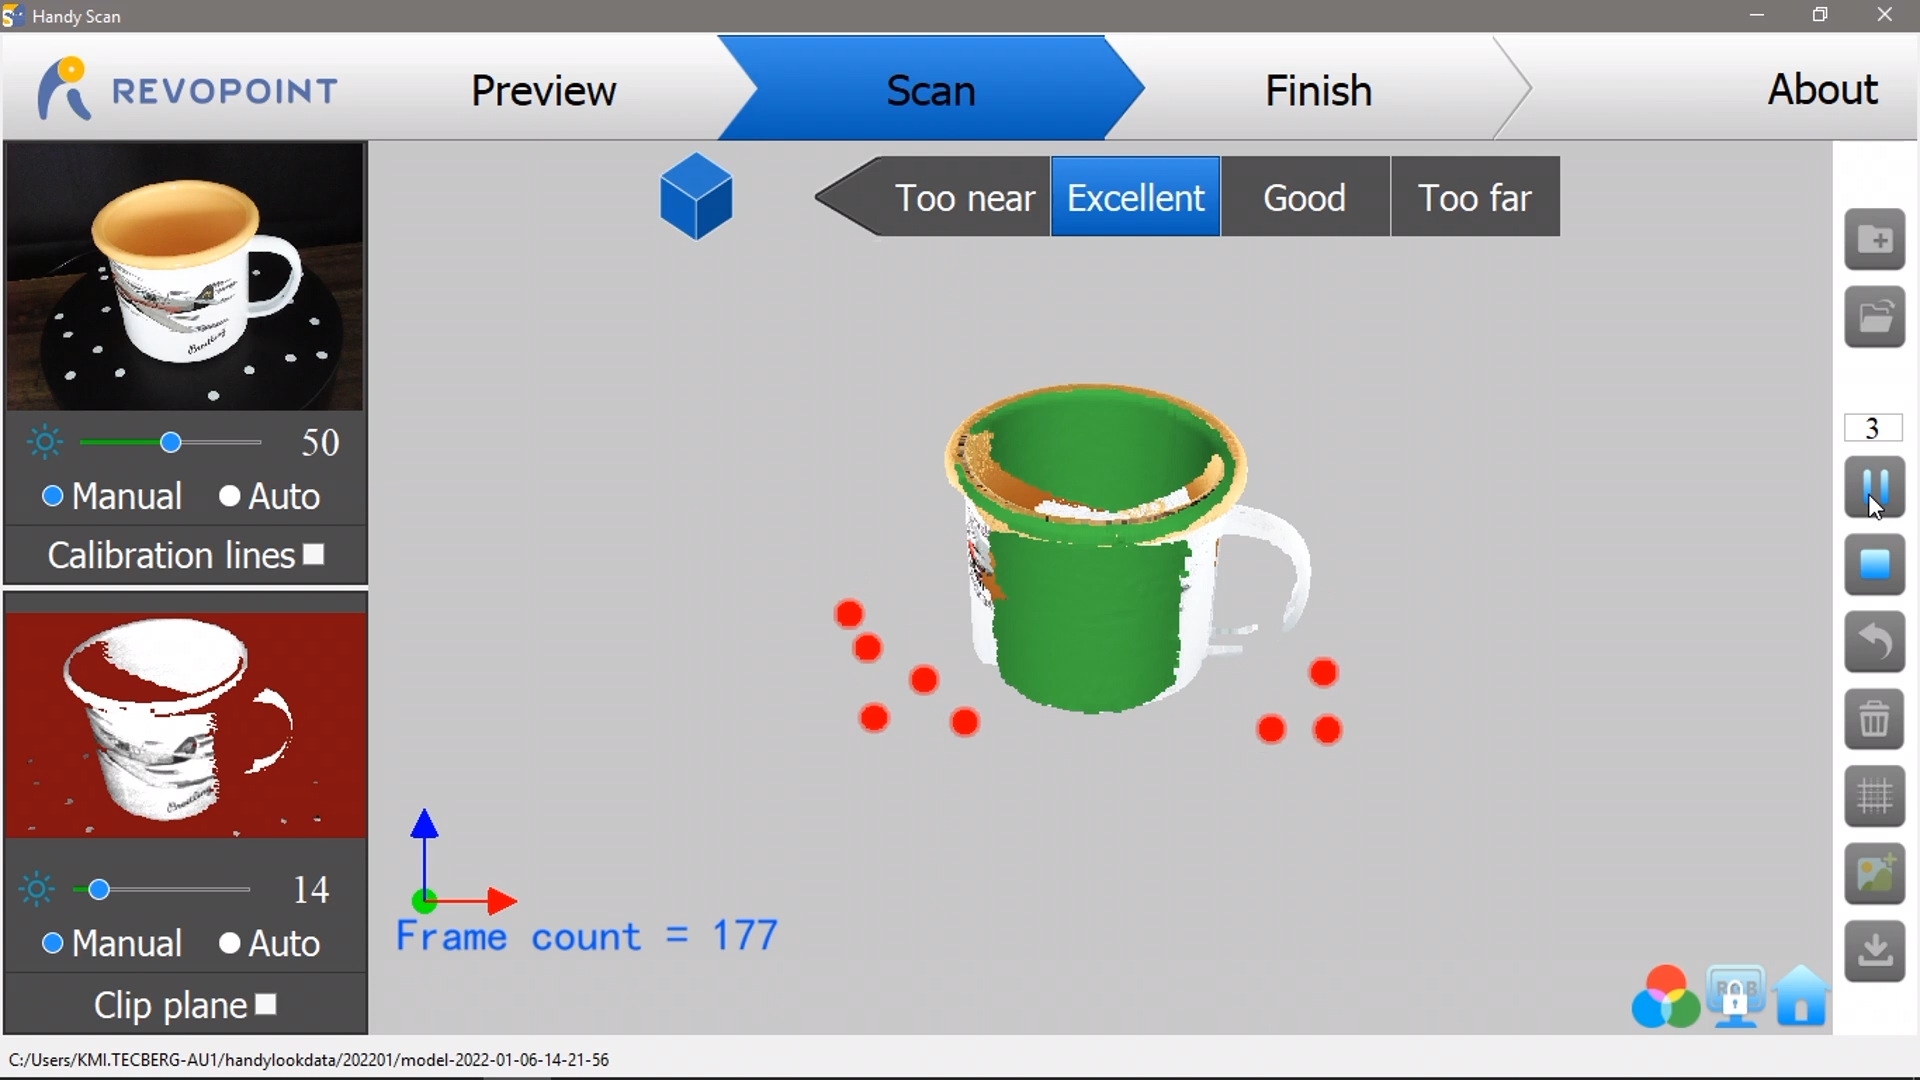 Handy Scan
REVOPOINT
Preview
Scan
Finish
About
Too near
Excellent
Good
Too far
50
Manual
Auto
Calibration lines
3
Breitling
14
Manual
Auto
Clip plane
Frame count = 177
RGB
C:/Users/KMI.TECBERG-AU1/handylookdata/202201/model-2022-01-06-14-21-56